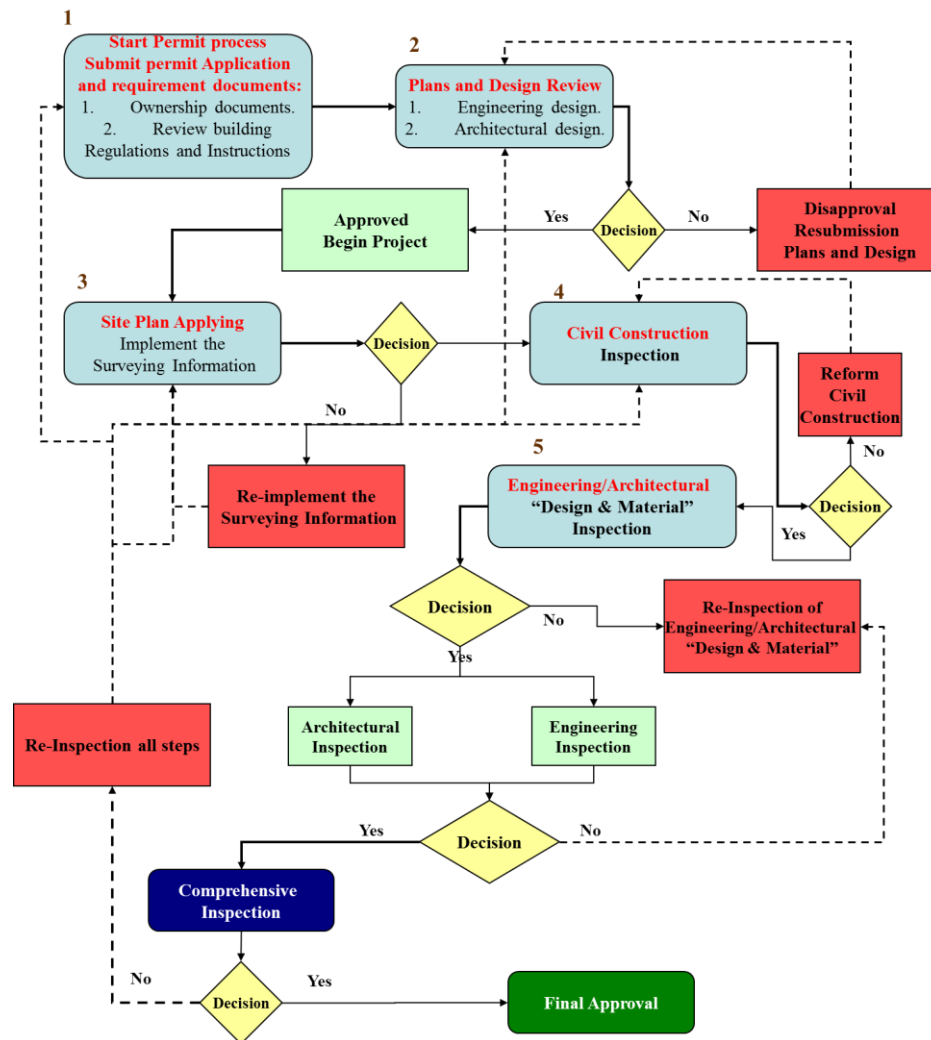 1
Start Permit process
Submit permit Application
and requirement documents:
1. Ownership documents.
2. Review building
Regulations and Instructions
2
Plans and Design Review
1. Engineering design.
2. Architectural design.
Decision
Yes
No
Approved
Begin Project
Disapproval
Resubmission
Plans and Design
3
Site Plan Applying
Implement the
Surveying Information
Decision
No
4
Civil Construction
Inspection
Reform
Civil
Construction
No
Decision
Yes
Re-implement the
Surveying Information
5
Engineering/Architectural
“Design & Material”
Inspection
Decision
No
Yes
Re-Inspection of
Engineering/Architectural
“Design & Material”
Architectural
Inspection
Engineering
Inspection
Re-Inspection all steps
Decision
Yes
No
Comprehensive
Inspection
Decision
No
Yes
Final Approval